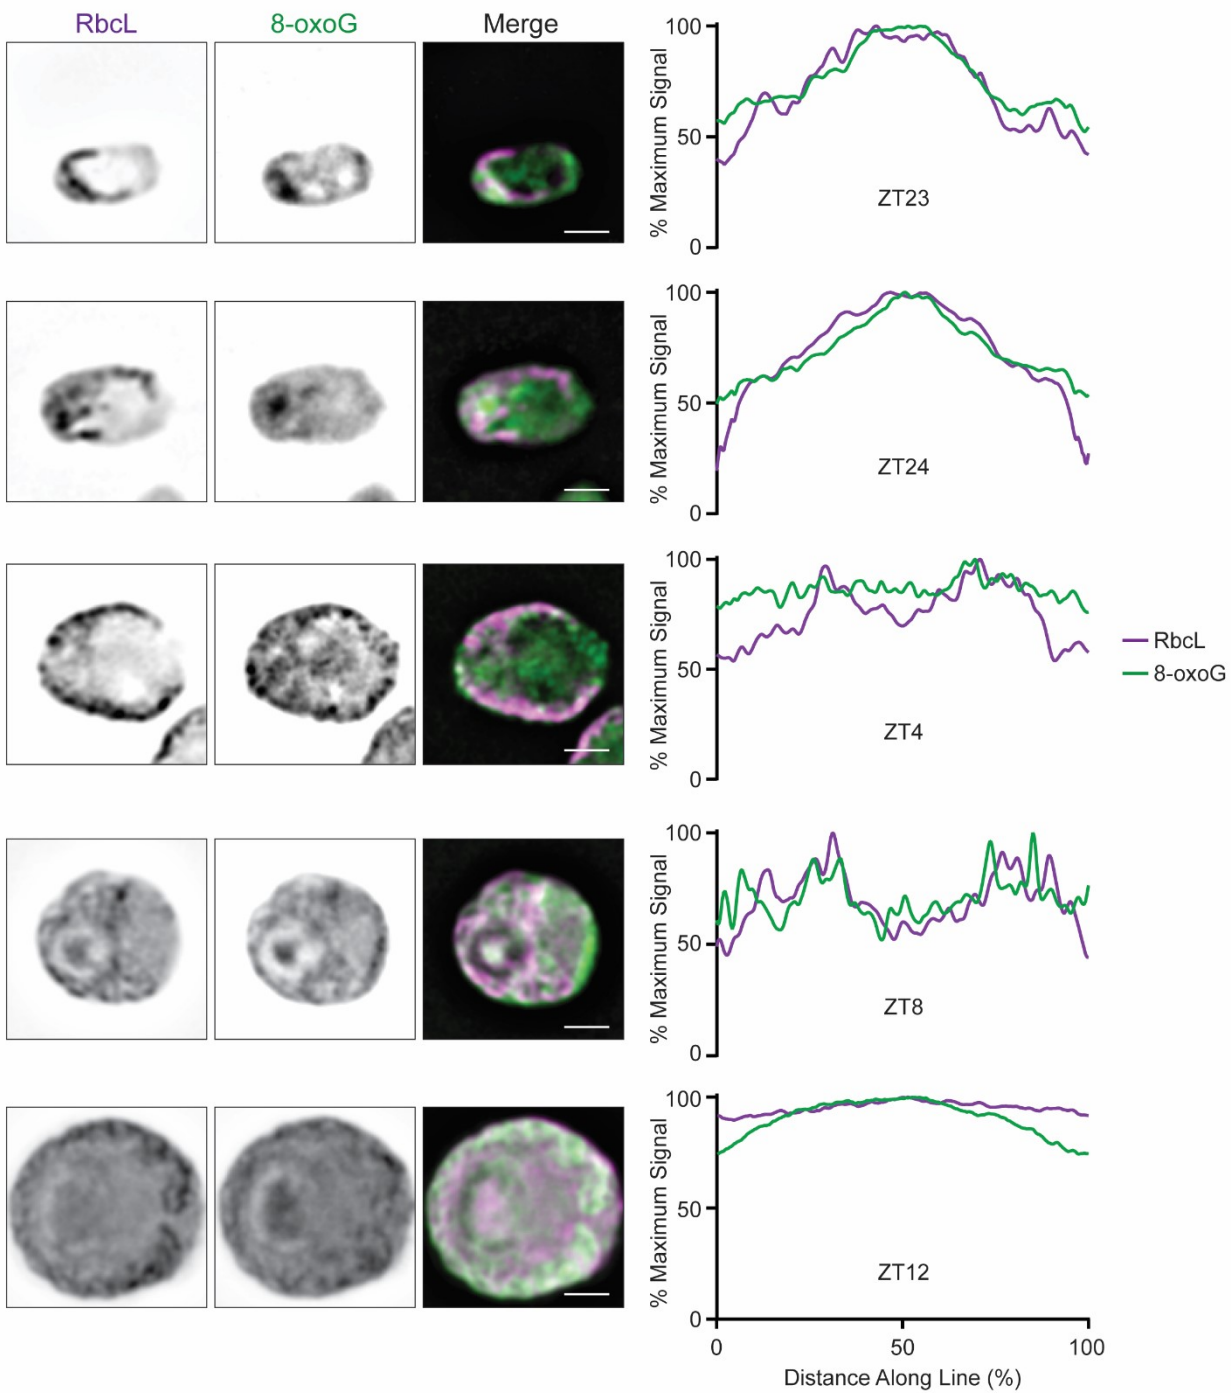 RbcL 8-oxoG Merge
100
50
0
% Maximum Signal
ZT23
100
50
0
% Maximum Signal
ZT24
100
50
0
% Maximum Signal
ZT4
RbcL
8-oxoG
100
50
0
% Maximum Signal
ZT8
100
50
0
% Maximum Signal
ZT12
0 50 100
Distance Along Line (%)